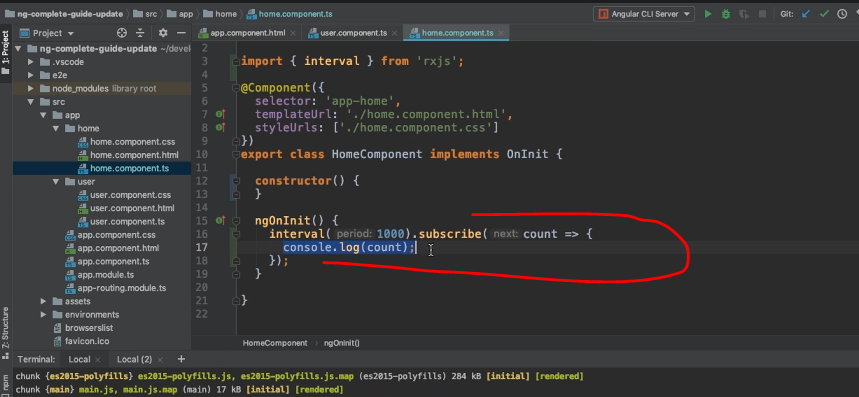 ng-complete-guide-update
src
app
home
home.component.ts
Angular CLI Server
Git:
Project
app.component.html
user.component.ts
home.component.ts
1: Project
ng-complete-guide-update ~/devel
.vscode
e2e
node_modules library root
src
app
home
home.component.css
home.component.html
home.component.ts
user
user.component.css
user.component.html
user.component.ts
app.component.css
app.component.html
app.component.ts
app.module.ts
app-routing.module.ts
assets
environments
browserslist
favicon.ico
2
3 import { interval } from 'rxjs';
4
5 @Component({
6 selector: 'app-home',
7 templateUrl: './home.component.html',
8 styleUrls: ['./home.component.css']
9 })
10 export class HomeComponent implements OnInit {
11
12 constructor() {
13 }
14
15 ngOnInit() {
16 interval( period: 1000).subscribe( next: count => {
17 console.log(count);
18 });
19 }
20
21 }
22
HomeComponent › ngOnInit()
Z: Structure
npm
Terminal: Local × Local (2) × +
chunk {es2015-polyfills} es2015-polyfills.js, es2015-polyfills.js.map (es2015-polyfills) 284 kB [initial] [rendered]
chunk {main} main.js, main.js.map (main) 17 kB [initial] [rendered]